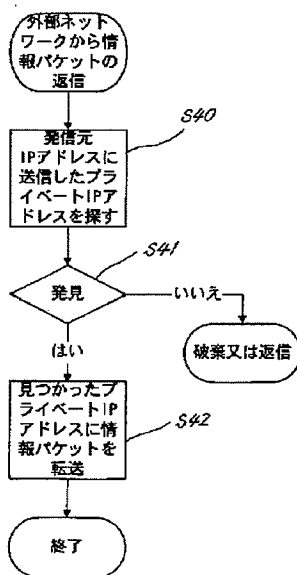 外部ネット
ワークから情
報パケットの
返信
S40
発信元
IPアドレスに
送信したプラ
イベートIPア
ドレスを探す
S41
発見
いいえ
はい
破棄又は返信
見つかったプ
ライベートIP
アドレスに情
報パケットを
転送
S42
終了